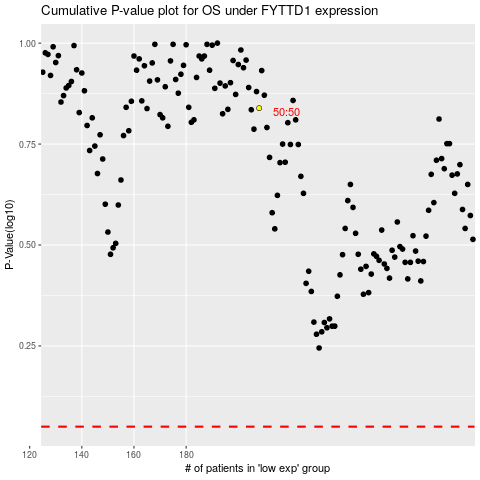 Cumulative P-value plot for OS under FYTTD1 expression
P-Value(log10)
1.00
0.75
0.50
0.25
50:50
120 140 160 180
# of patients in 'low exp' group